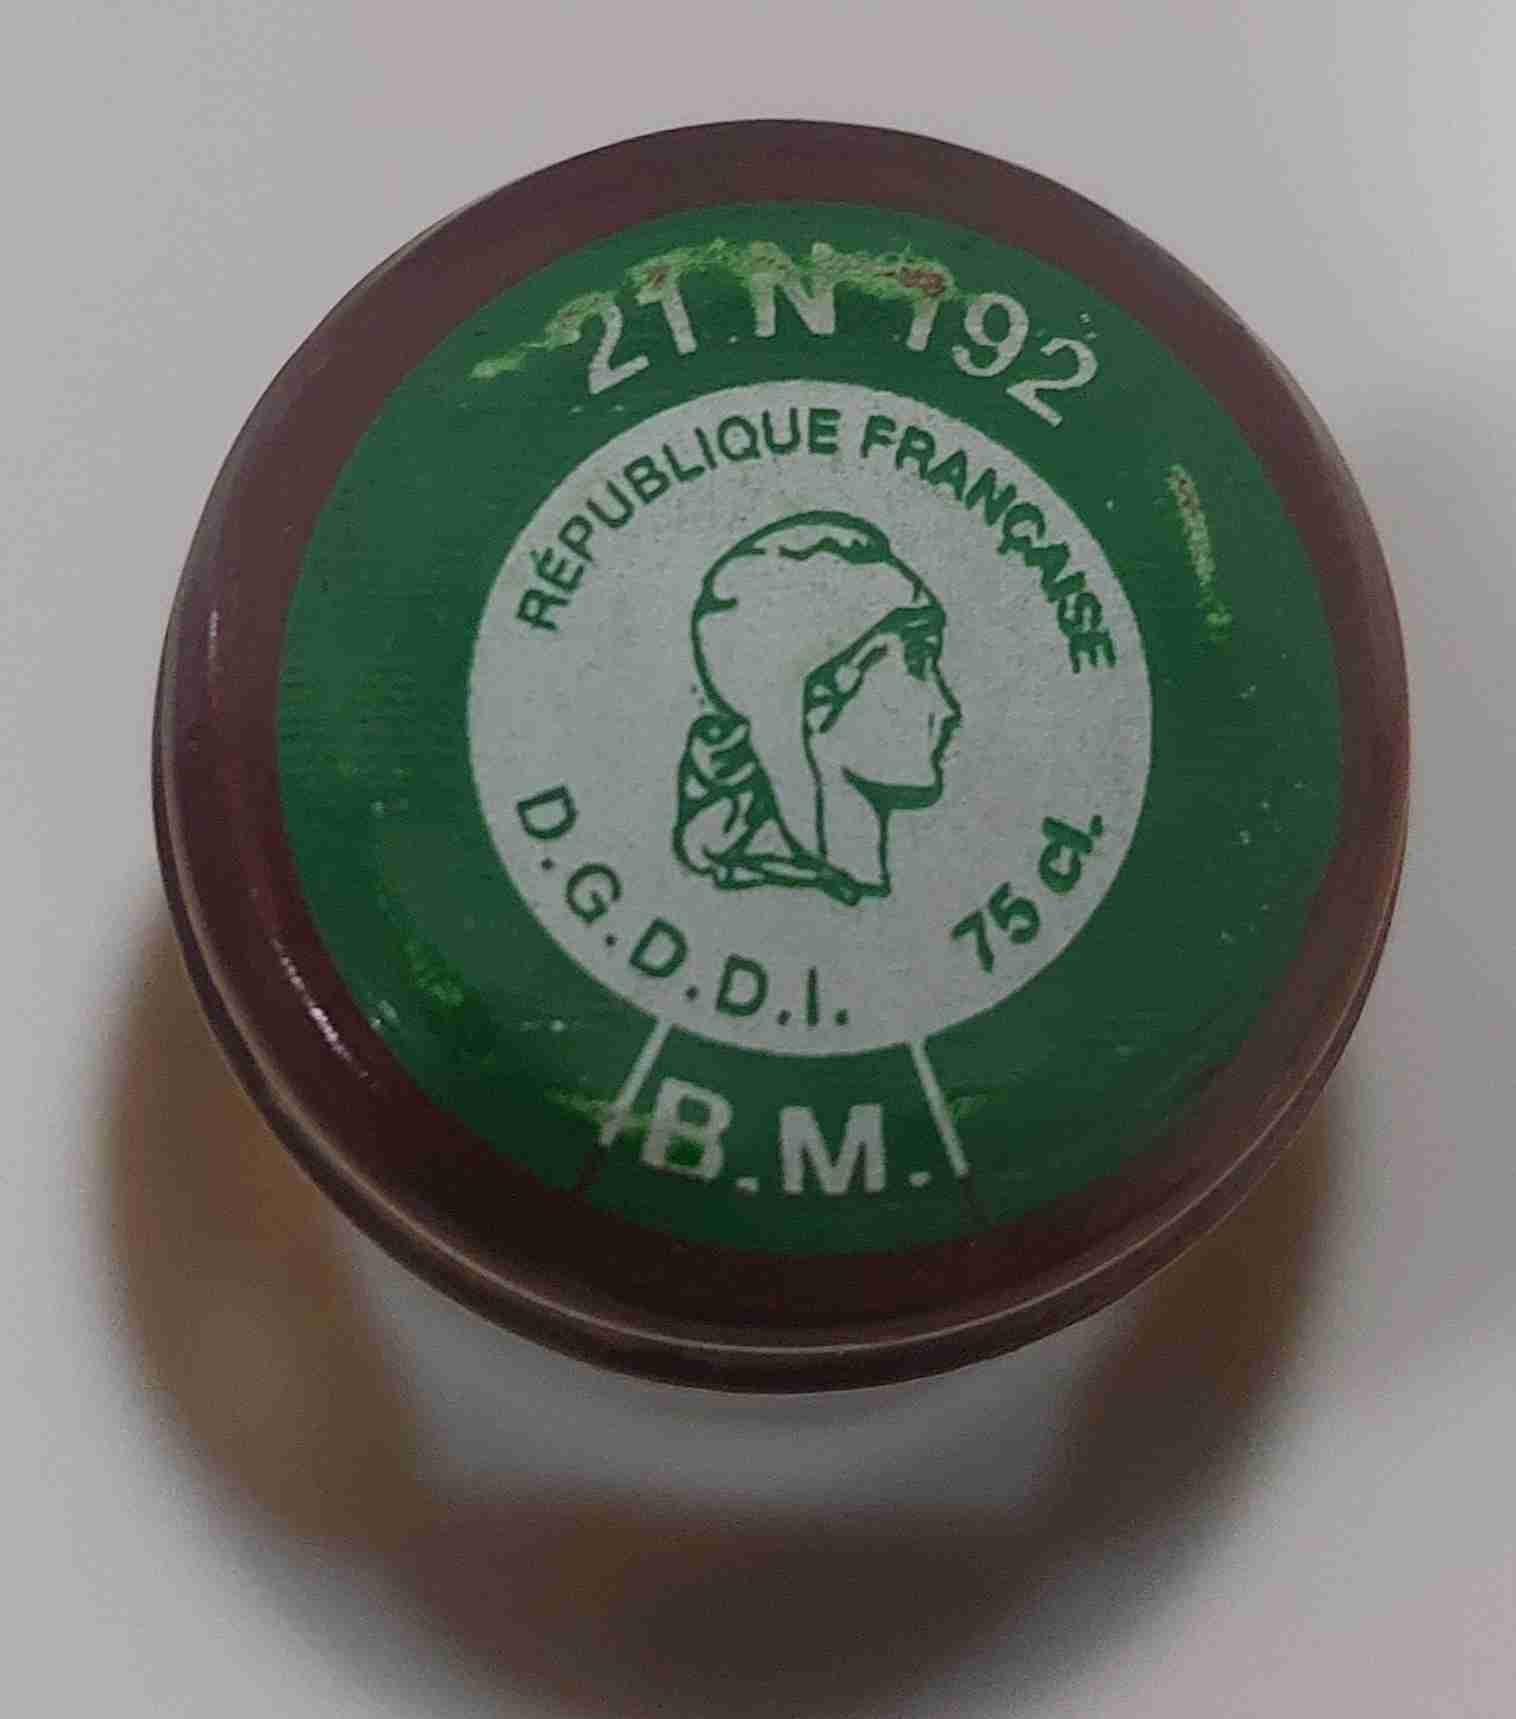 21 N 192
RÉPUBLIQUE FRANÇAISE
D.G.D.D.I.
75 cl.
B.M.